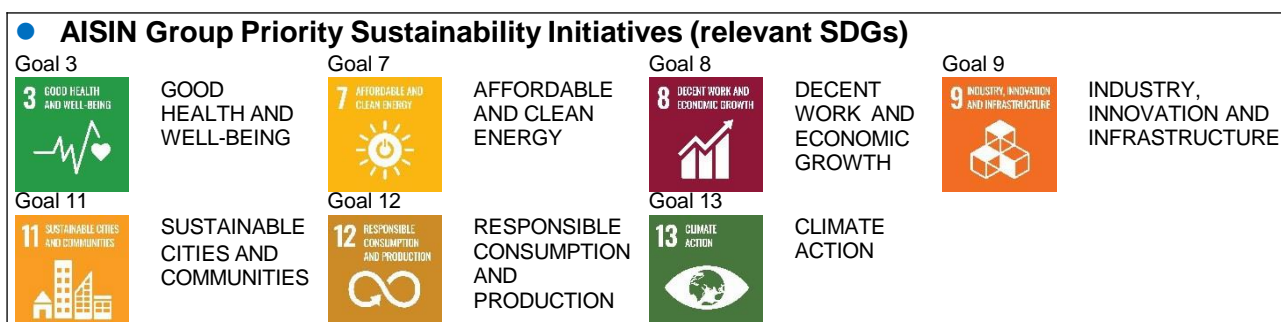 ● AISIN Group Priority Sustainability Initiatives (relevant SDGs)
Goal 3
3 GOOD HEALTH
AND WELL-BEING
GOOD
HEALTH AND
WELL-BEING
Goal 7
7 AFFORDABLE AND
CLEAN ENERGY
AFFORDABLE
AND CLEAN
ENERGY
Goal 8
8 DECENT WORK AND
ECONOMIC GROWTH
DECENT
WORK AND
ECONOMIC
GROWTH
Goal 9
9 INDUSTRY, INNOVATION
AND INFRASTRUCTURE
INDUSTRY,
INNOVATION AND
INFRASTRUCTURE
Goal 11
11 SUSTAINABLE CITIES
AND COMMUNITIES
SUSTAINABLE
CITIES AND
COMMUNITIES
Goal 12
12 RESPONSIBLE
CONSUMPTION
AND PRODUCTION
RESPONSIBLE
CONSUMPTION
AND
PRODUCTION
Goal 13
13 CLIMATE
ACTION
CLIMATE
ACTION